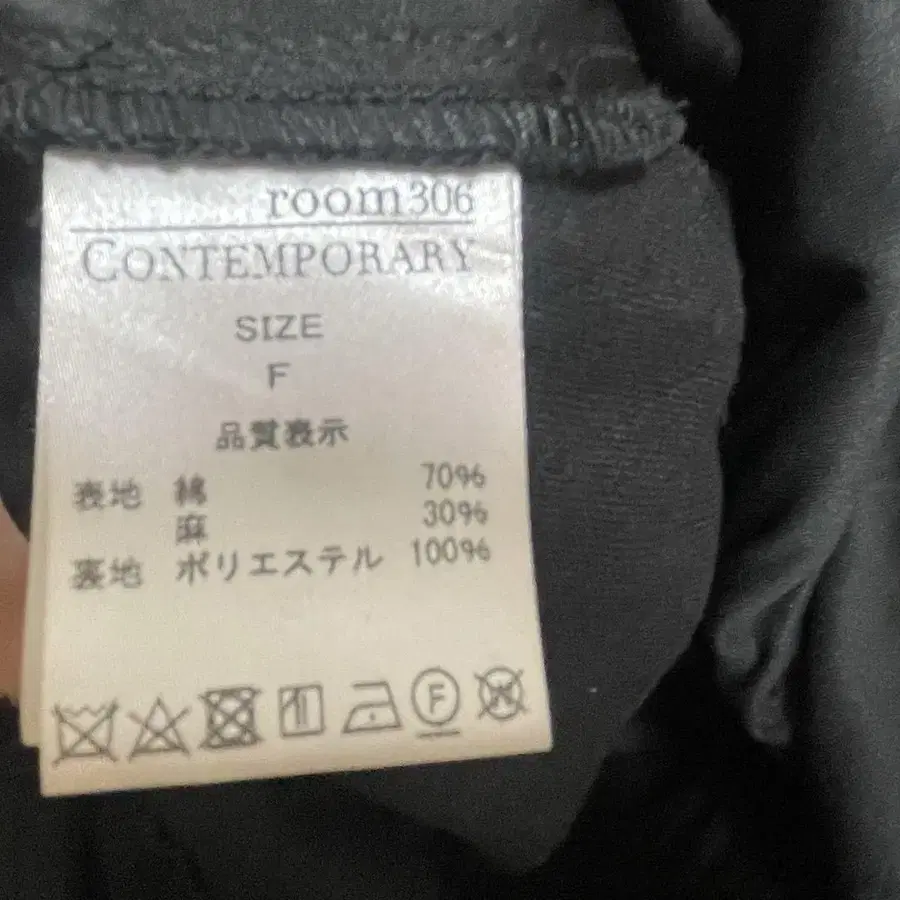 room306
CONTEMPORARY
SIZE
F
品質表示
表地 綿 70%
麻 30%
裏地 ポリエステル 100%
F W